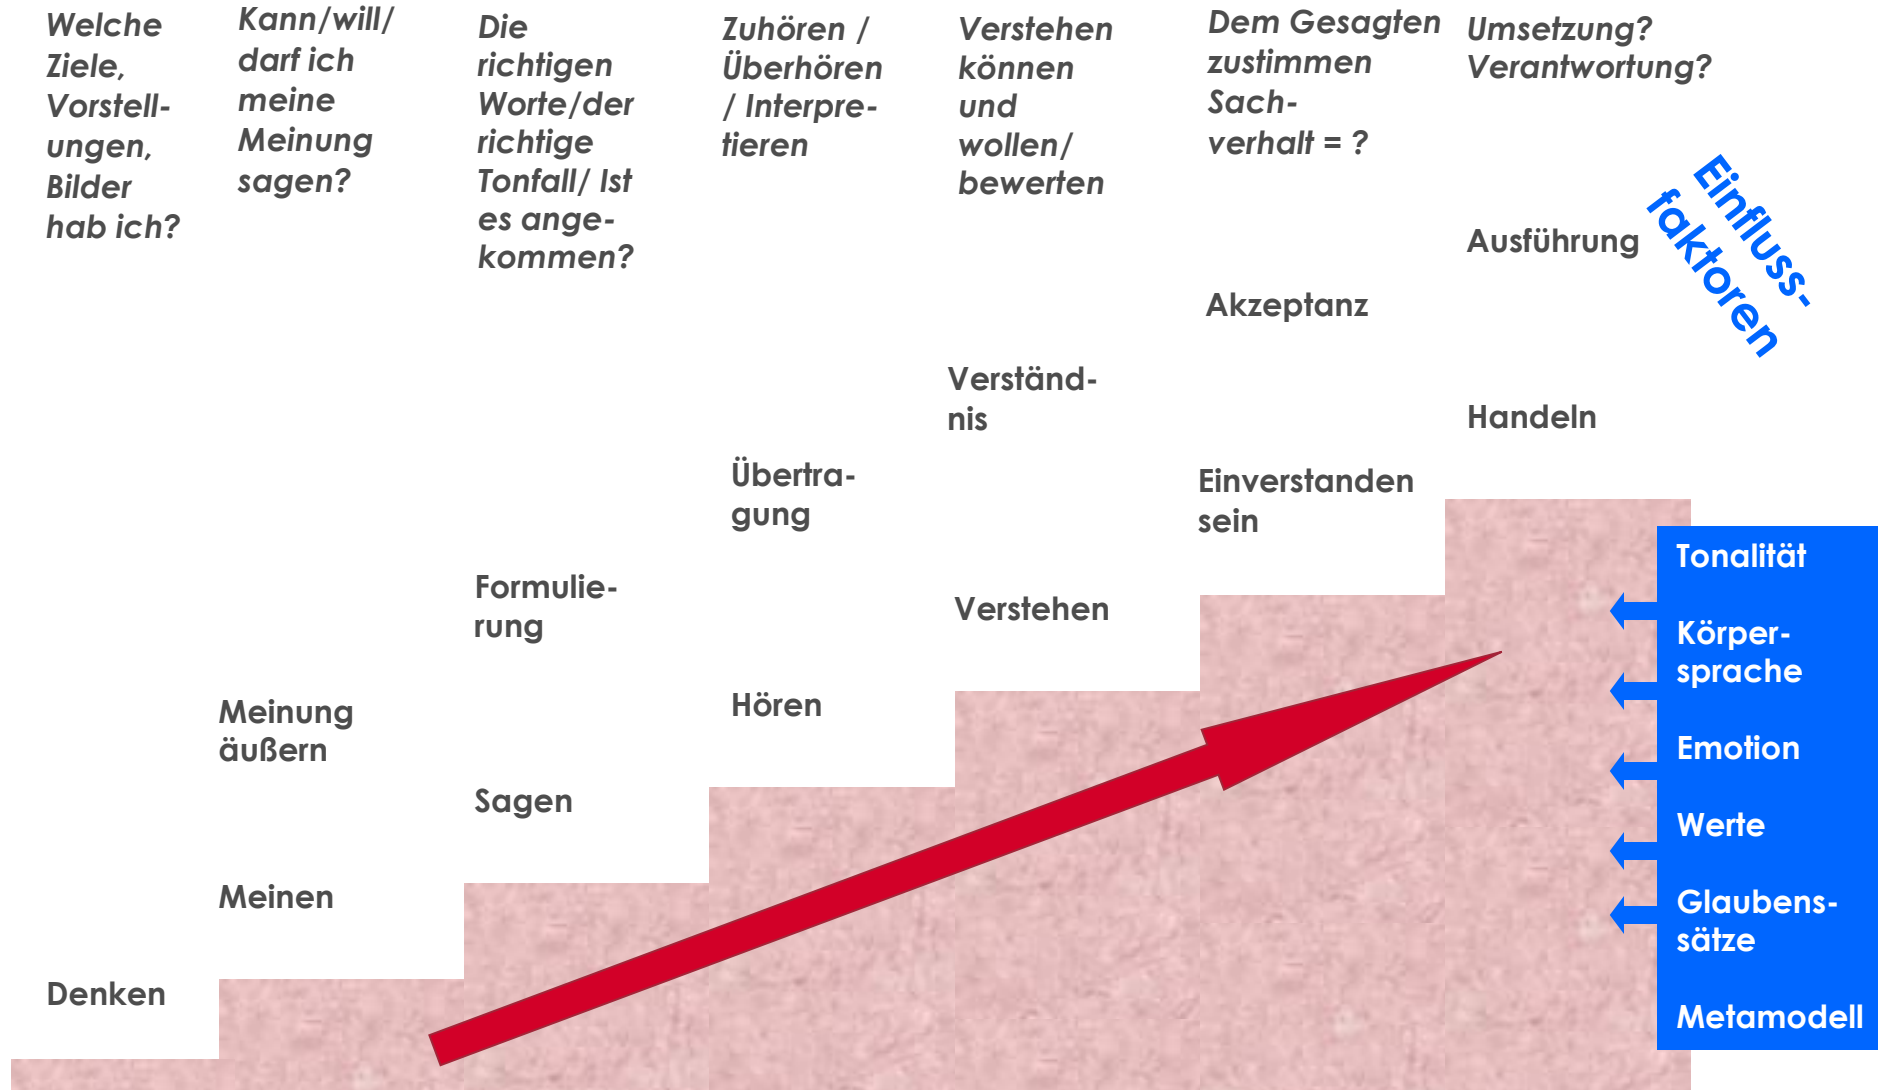 Welche
Ziele,
Vorstell-
ungen,
Bilder
hab ich?
Kann/will/
darf ich
meine
Meinung
sagen?
Die
richtigen
Worte/der
richtige
Tonfall/ Ist
es ange-
kommen?
Zuhören /
Überhören
/ Interpre-
tieren
Verstehen
können
und
wollen/
bewerten
Dem Gesagten
zustimmen
Sach-
verhalt = ?
Umsetzung?
Verantwortung?
Einfluss-
faktoren
Ausführung
Akzeptanz
Verständ-
nis
Handeln
Übertra-
gung
Einverstanden
sein
Formulie-
rung
Verstehen
Meinung
äußern
Hören
Sagen
Meinen
Denken
Tonalität
Körper-
sprache
Emotion
Werte
Glaubens-
sätze
Metamodell